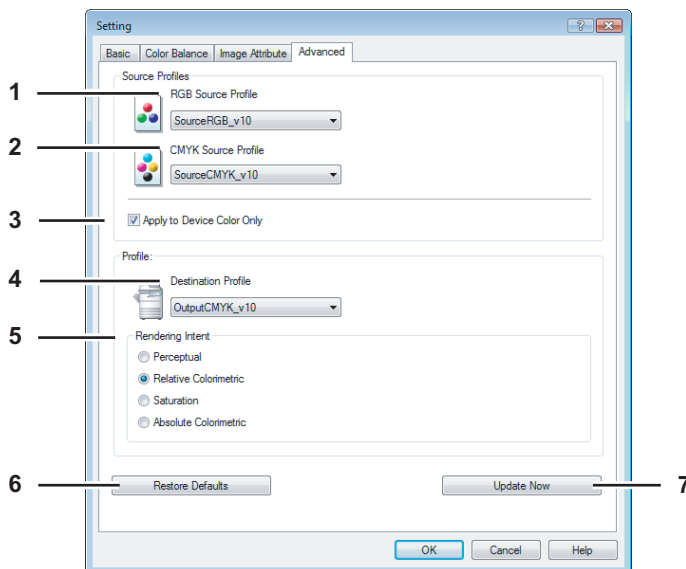 Setting
Basic Color Balance Image Attribute Advanced
Source Profiles
1 RGB Source Profile
SourceRGB_v10
2 CMYK Source Profile
SourceCMYK_v10
3 Apply to Device Color Only
Profile:
4 Destination Profile
OutputCMYK_v10
5 Rendering Intent
Perceptual
Relative Colorimetric
Saturation
Absolute Colorimetric
6 Restore Defaults Update Now 7
OK Cancel Help